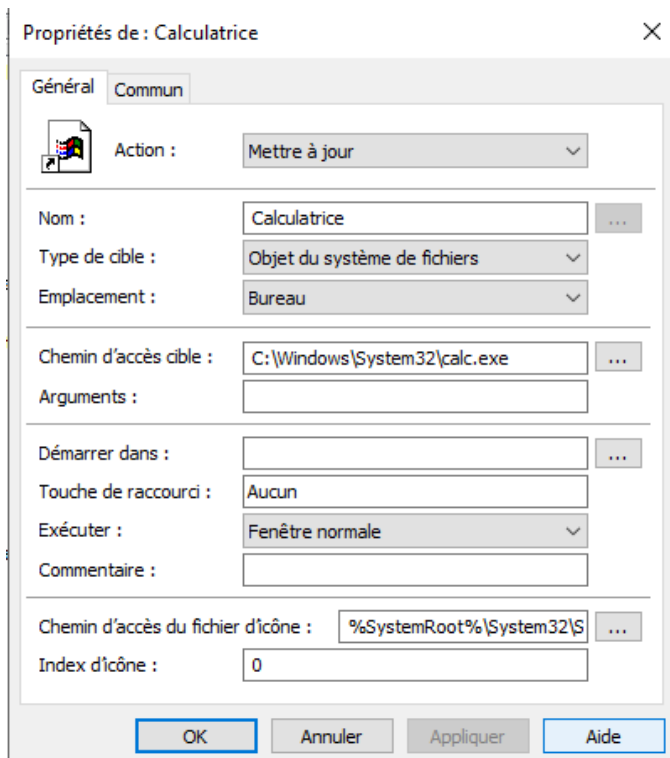 Propriétés de : Calculatrice
Général Commun
Action : Mettre à jour
Nom : Calculatrice ...
Type de cible : Objet du système de fichiers
Emplacement : Bureau
Chemin d'accès cible : C:\Windows\System32\calc.exe ...
Arguments :
Démarrer dans : ...
Touche de raccourci : Aucun
Exécuter : Fenêtre normale
Commentaire :
Chemin d'accès du fichier d'icône : %SystemRoot%\System32\S ...
Index d'icône : 0
OK Annuler Appliquer Aide